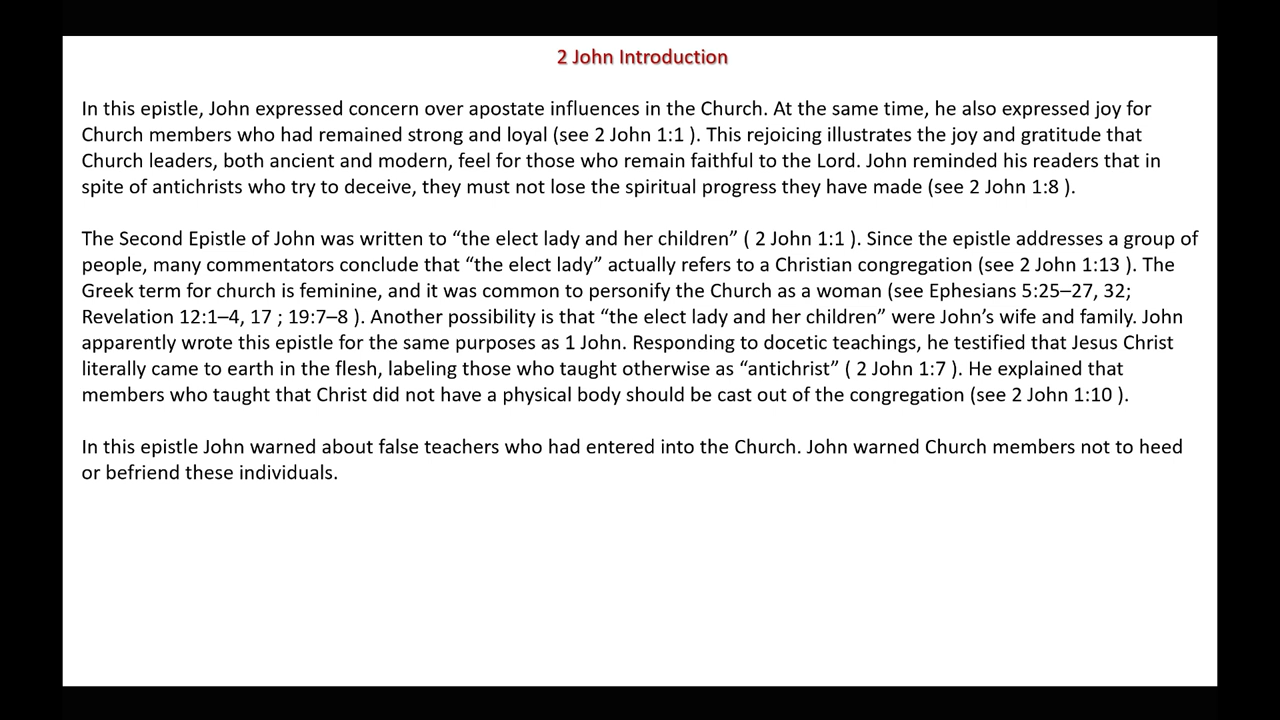 2 John Introduction
In this epistle, John expressed concern over apostate influences in the Church. At the same time, he also expressed joy for
Church members who had remained strong and loyal (see 2 John 1:1 ). This rejoicing illustrates the joy and gratitude that
Church leaders, both ancient and modern, feel for those who remain faithful to the Lord. John reminded his readers that in
spite of antichrists who try to deceive, they must not lose the spiritual progress they have made (see 2 John 1:8 ).
The Second Epistle of John was written to “the elect lady and her children” ( 2 John 1:1 ). Since the epistle addresses a group of
people, many commentators conclude that “the elect lady” actually refers to a Christian congregation (see 2 John 1:13 ). The
Greek term for church is feminine, and it was common to personify the Church as a woman (see Ephesians 5:25–27, 32;
Revelation 12:1–4, 17 ; 19:7–8 ). Another possibility is that “the elect lady and her children” were John’s wife and family. John
apparently wrote this epistle for the same purposes as 1 John. Responding to docetic teachings, he testified that Jesus Christ
literally came to earth in the flesh, labeling those who taught otherwise as “antichrist” ( 2 John 1:7 ). He explained that
members who taught that Christ did not have a physical body should be cast out of the congregation (see 2 John 1:10 ).
In this epistle John warned about false teachers who had entered into the Church. John warned Church members not to heed
or befriend these individuals.